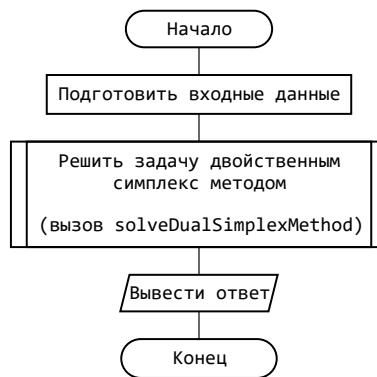 Начало
Подготовить входные данные
Решить задачу двойственным
симплекс методом
(вызов solveDualSimplexMethod)
Вывести ответ
Конец